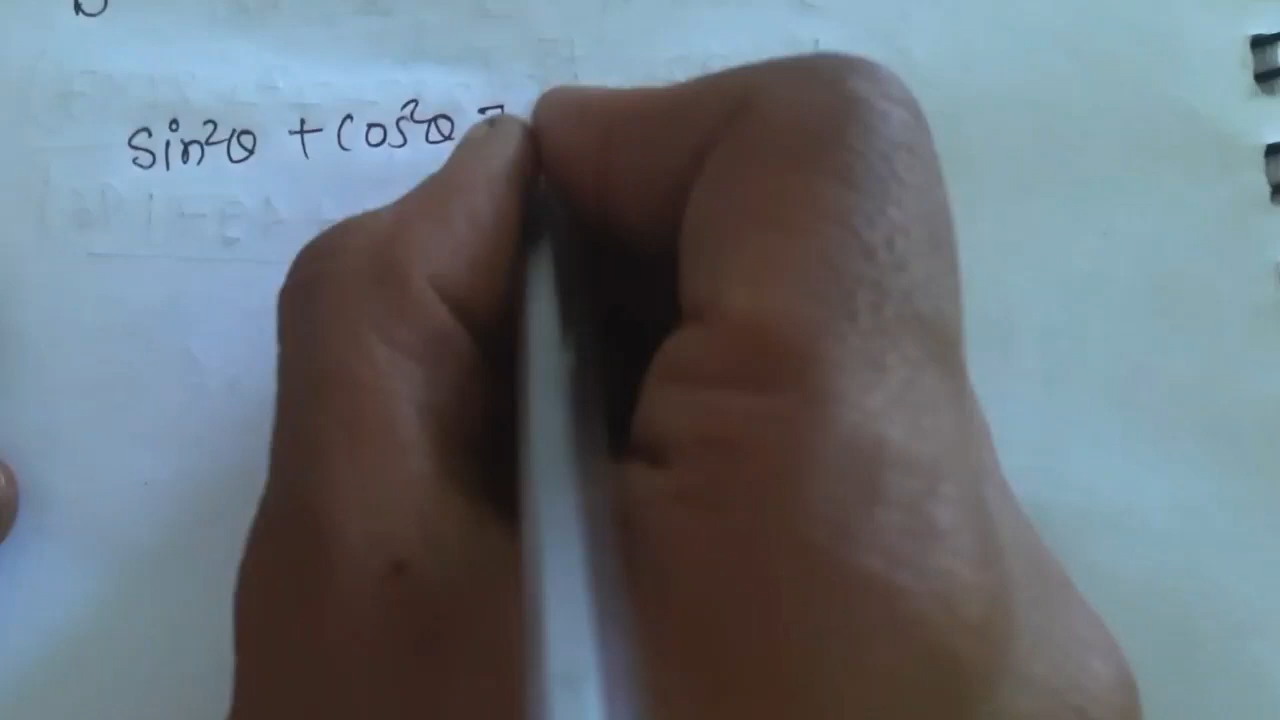 sin²θ + cos²θ =